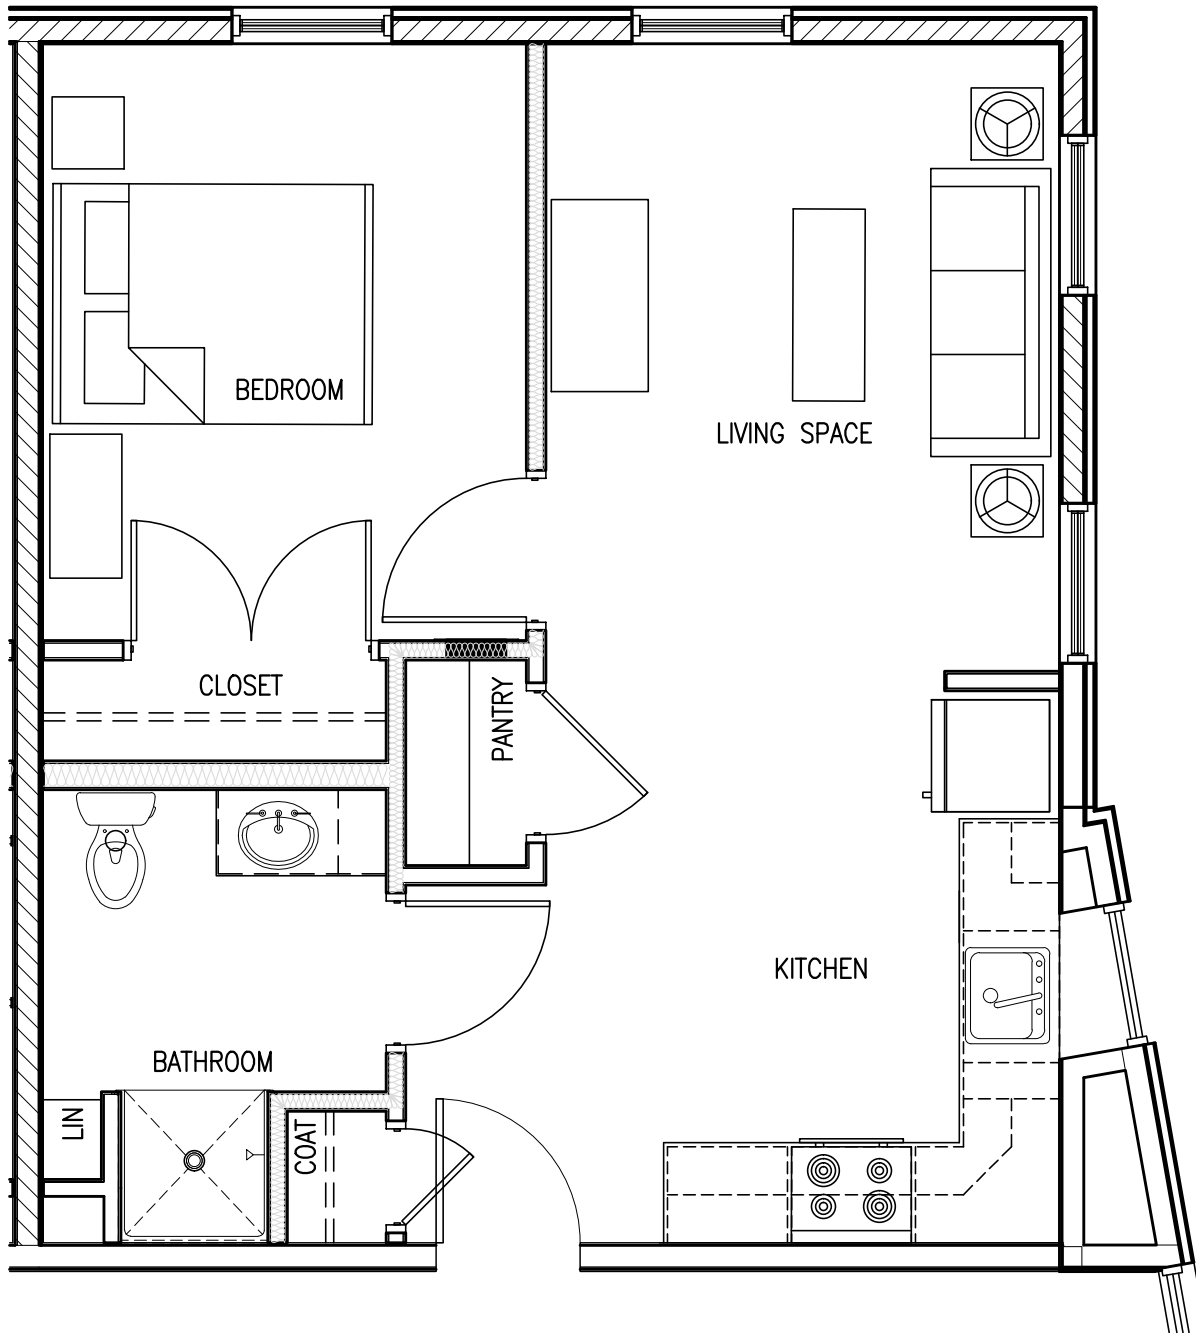 BEDROOM
LIVING SPACE
CLOSET
PANTRY
KITCHEN
BATHROOM
LIN
COAT